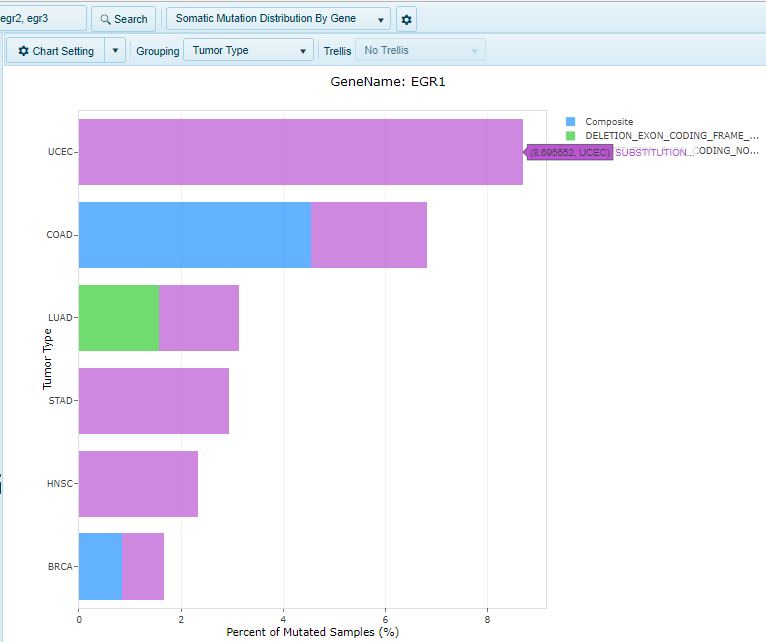 egr2, egr3
Search
Somatic Mutation Distribution By Gene
Chart Setting
Grouping
Tumor Type
Trellis
No Trellis
GeneName: EGR1
Composite
DELETION_EXON_CODING_FRAME_...
(8.695652, UCEC) SUBSTITUTION... ODING_NO...
UCEC
COAD
LUAD
STAD
HNSC
BRCA
Tumor Type
0 2 4 6 8
Percent of Mutated Samples (%)